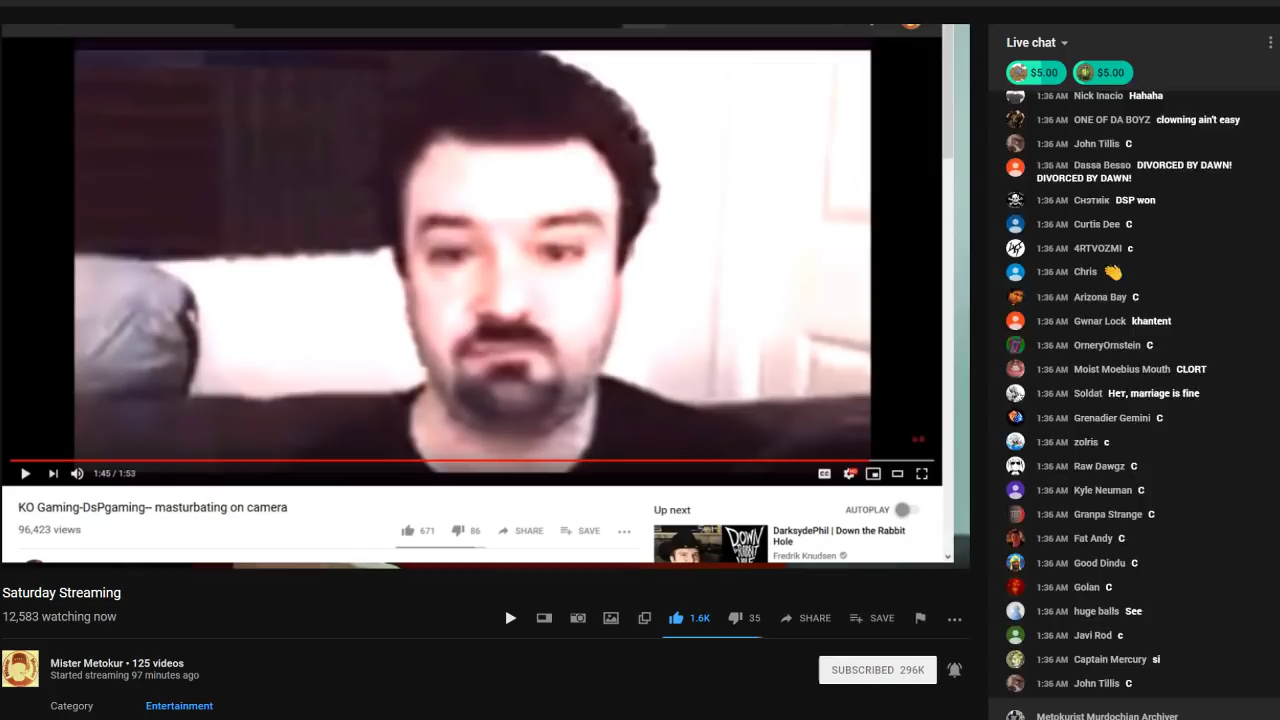 1:45 / 1:53
KO Gaming-DsPgaming-- masturbating on camera
96,423 views
671
86
SHARE
SAVE
Up next
AUTOPLAY
DarksydePhil | Down the Rabbit
Hole
Fredrik Knudsen
DOWN
Saturday Streaming
12,583 watching now
1.6K
35
SHARE
SAVE
Mister Metokur • 125 videos
Started streaming 97 minutes ago
SUBSCRIBED 296K
Category
Entertainment
Live chat
$5.00
$5.00
1:36 AM Nick Inacio Hahaha
1:36 AM ONE OF DA BOYZ clowning ain't easy
1:36 AM John Tillis C
1:36 AM Dassa Besso DIVORCED BY DAWN!
DIVORCED BY DAWN!
1:36 AM Снэтиік DSP won
1:36 AM Curtis Dee C
1:36 AM 4RTVOZMI c
1:36 AM Chris 👏
1:36 AM Arizona Bay C
1:36 AM Gwnar Lock khantent
1:36 AM OrneryOrnstein C
1:36 AM Moist Moebius Mouth CLORT
1:36 AM Soldat Нет, marriage is fine
1:36 AM Grenadier Gemini C
1:36 AM zolris c
1:36 AM Raw Dawgz C
1:36 AM Kyle Neuman C
1:36 AM Granpa Strange C
1:36 AM Fat Andy C
1:36 AM Good Dindu C
1:36 AM Golan C
1:36 AM huge balls See
1:36 AM Javi Rod c
1:36 AM Captain Mercury si
1:36 AM John Tillis C
Metokurist Murdochian Archiver